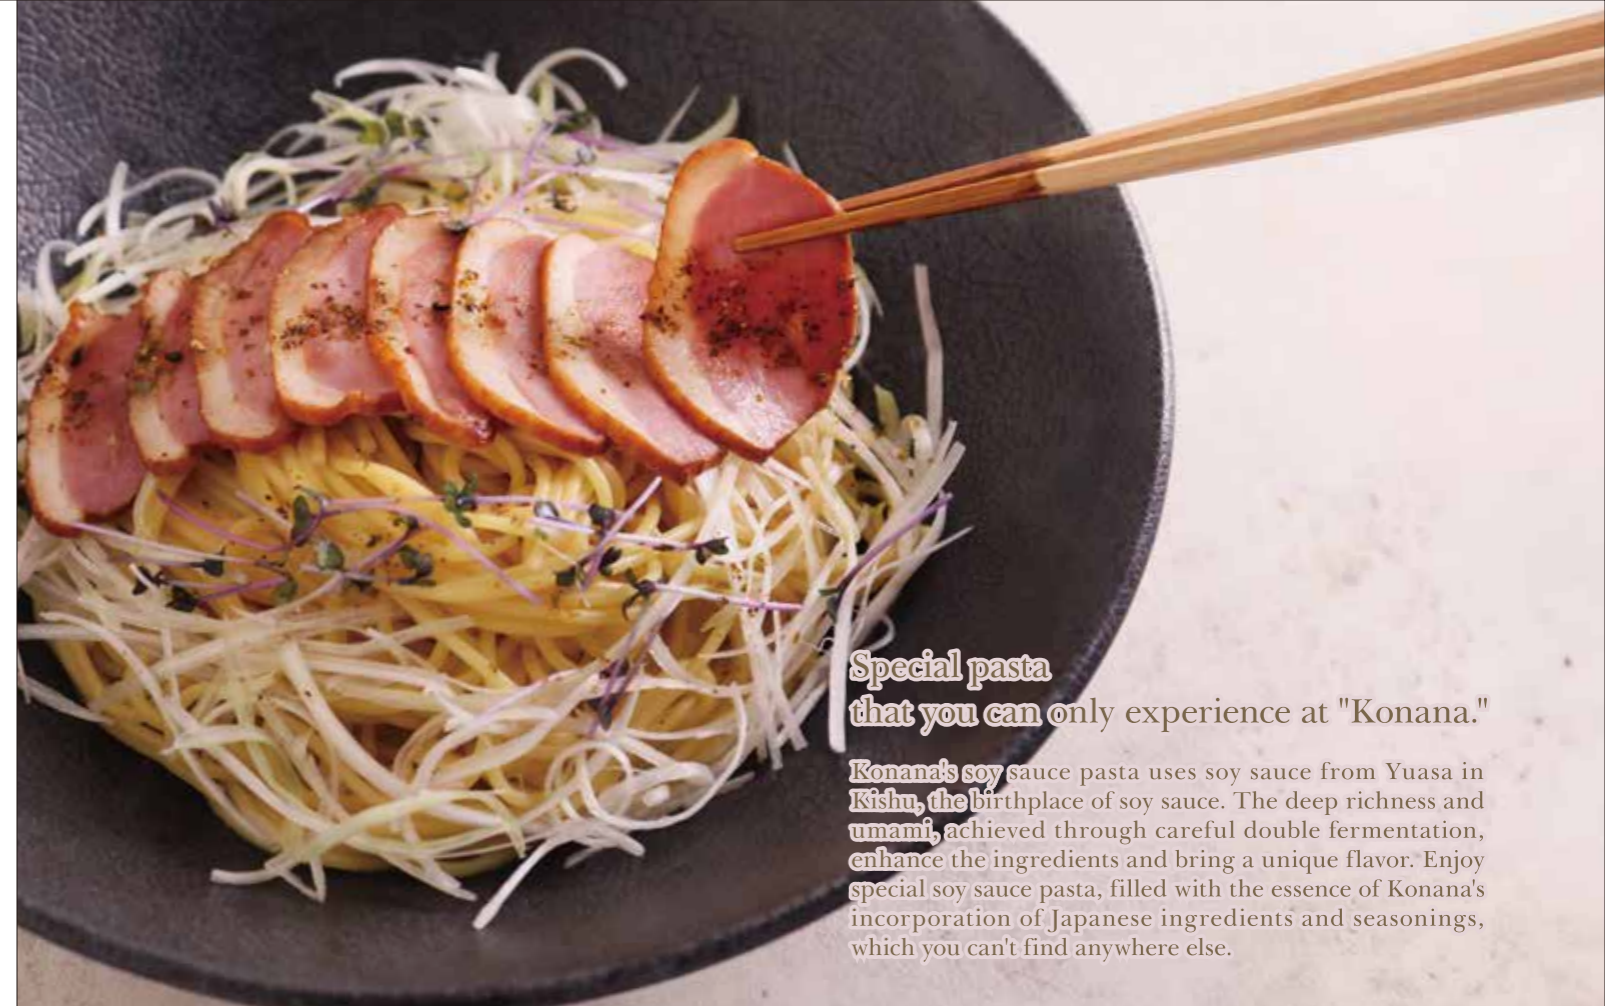 Special pasta
that you can only experience at "Konana."
Konana's soy sauce pasta uses soy sauce from Yuasa in
Kishu, the birthplace of soy sauce. The deep richness and
umami, achieved through careful double fermentation,
enhance the ingredients and bring a unique flavor. Enjoy
special soy sauce pasta, filled with the essence of Konana's
incorporation of Japanese ingredients and seasonings,
which you can't find anywhere else.